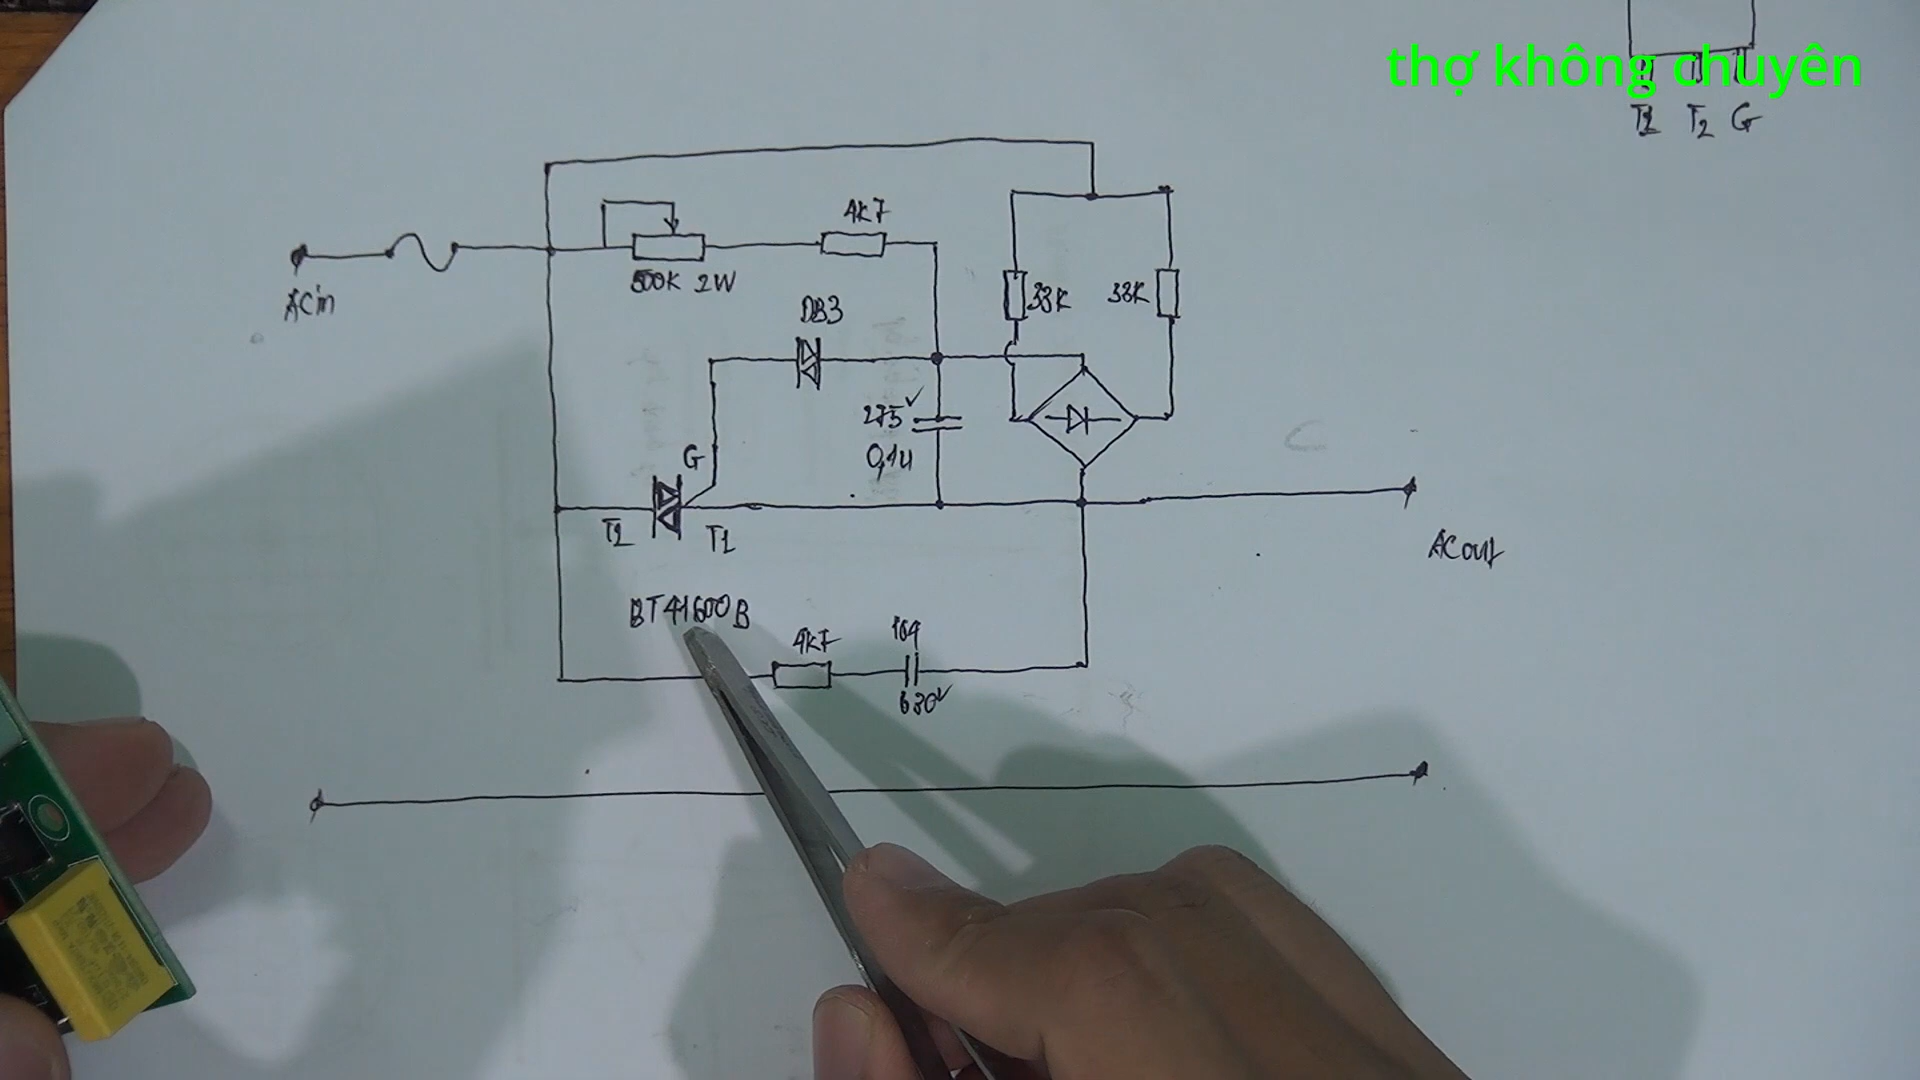 thợ không chuyên
T1 T2 G
4K7
500K 2W
ACin
DB3
33K
33K
275V
0,1u
G
T2
T1
ACout
BT41600B
4K7
104
630V